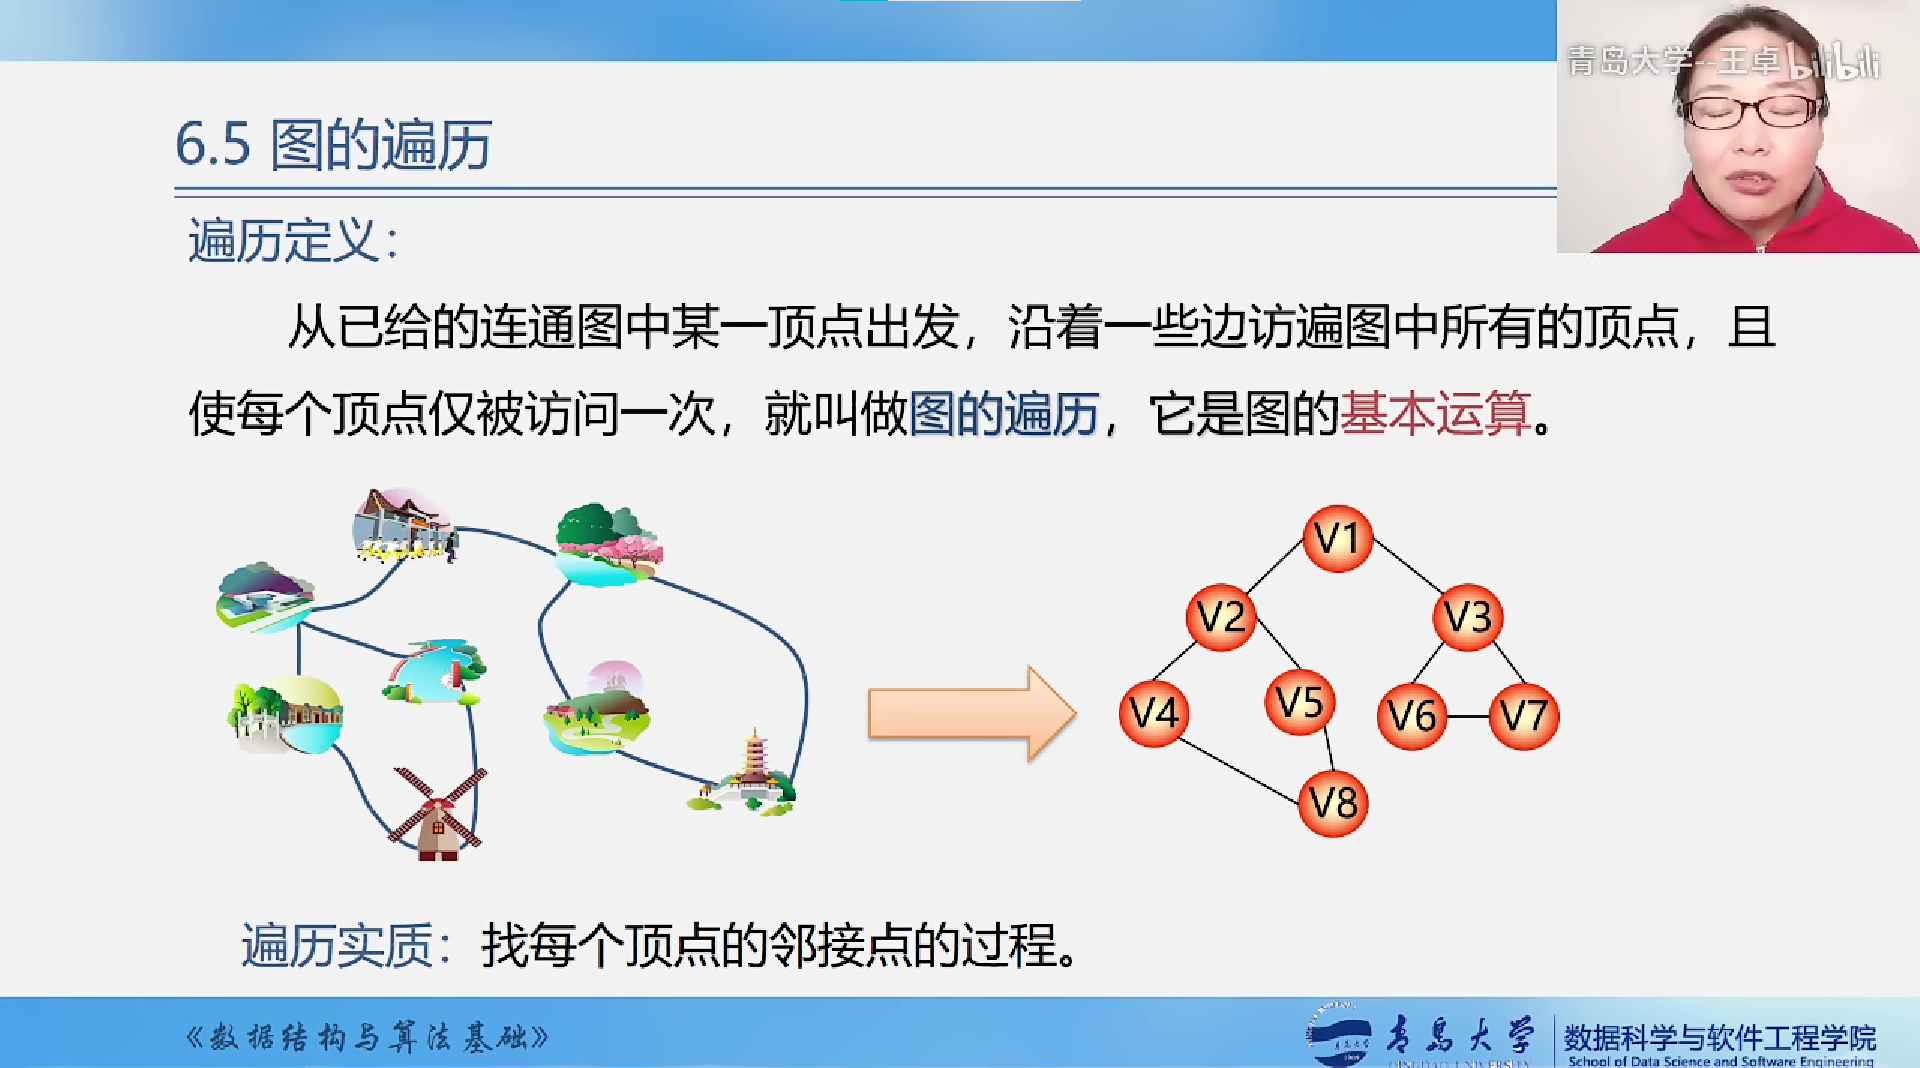 青岛大学--王卓 bilibili
6.5 图的遍历
遍历定义：
从已给的连通图中某一顶点出发，沿着一些边访遍图中所有的顶点，且
使每个顶点仅被访问一次，就叫做图的遍历，它是图的基本运算。
V1
V2
V3
V4
V5
V6
V7
V8
遍历实质：找每个顶点的邻接点的过程。
《数据结构与算法基础》
青岛大学
QINGDAO UNIVERSITY
数据科学与软件工程学院
School of Data Science and Software Engineering